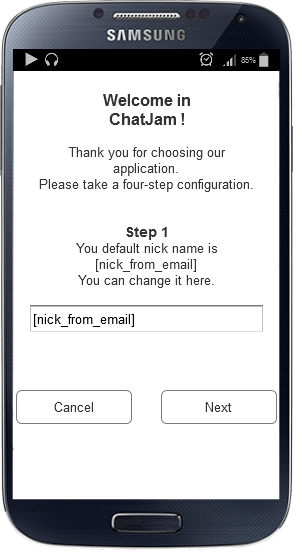 SAMSUNG
85%
Welcome in
ChatJam !
Thank you for choosing our
application.
Please take a four-step configuration.
Step 1
You default nick name is
[nick_from_email]
You can change it here.
[nick_from_email]
Cancel
Next